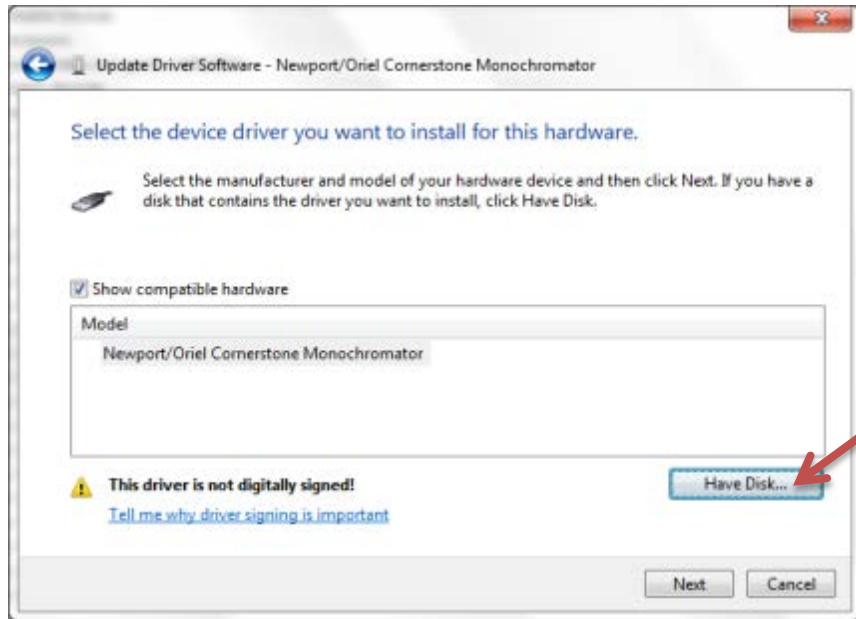 Update Driver Software - Newport/Oriel Cornerstone Monochromator
Select the device driver you want to install for this hardware.
Select the manufacturer and model of your hardware device and then click Next. If you have a
disk that contains the driver you want to install, click Have Disk.
Show compatible hardware
Model
Newport/Oriel Cornerstone Monochromator
This driver is not digitally signed!
Have Disk...
Tell me why driver signing is important
Next
Cancel